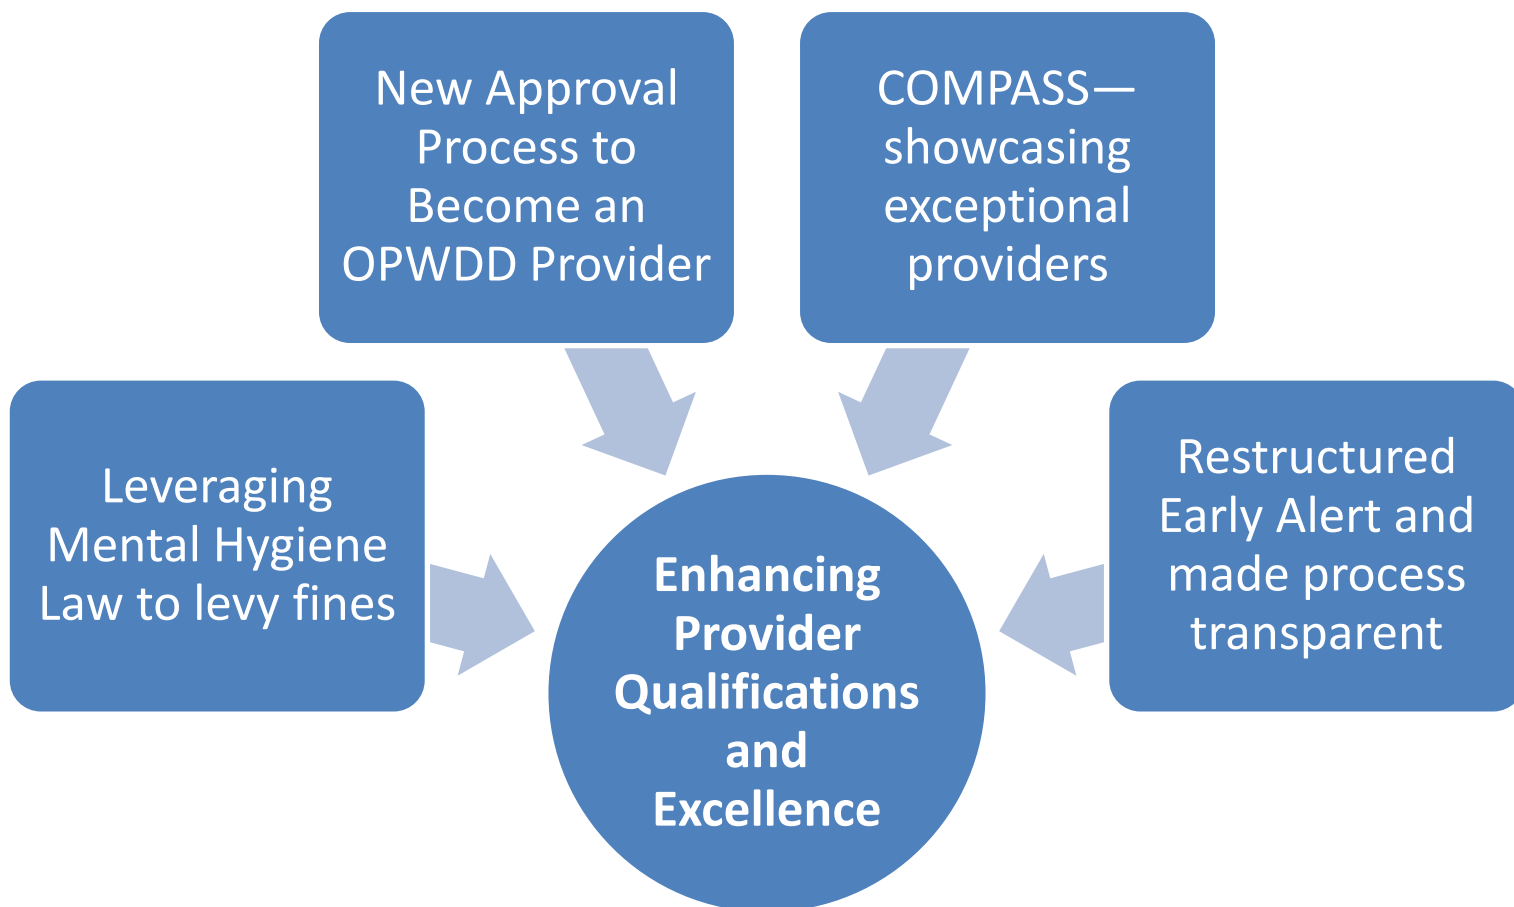 New Approval
Process to
Become an
OPWDD Provider
COMPASS—
showcasing
exceptional
providers
Leveraging
Mental Hygiene
Law to levy fines
Restructured
Early Alert and
made process
transparent
Enhancing
Provider
Qualifications
and
Excellence